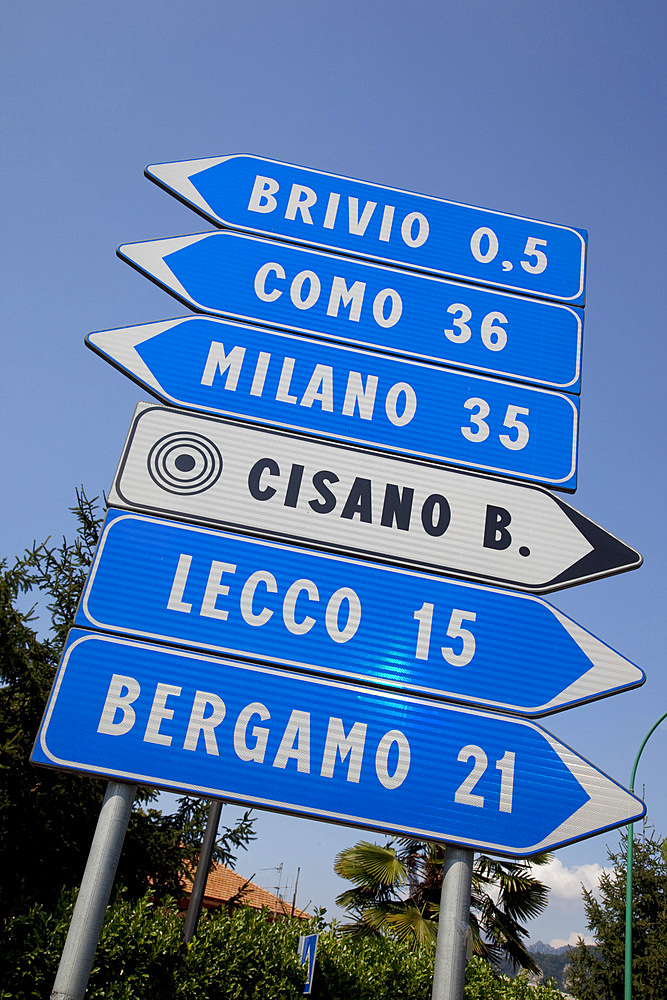 BRIVIO 0,5
COMO 36
MILANO 35
CISANO B.
LECCO 15
BERGAMO 21